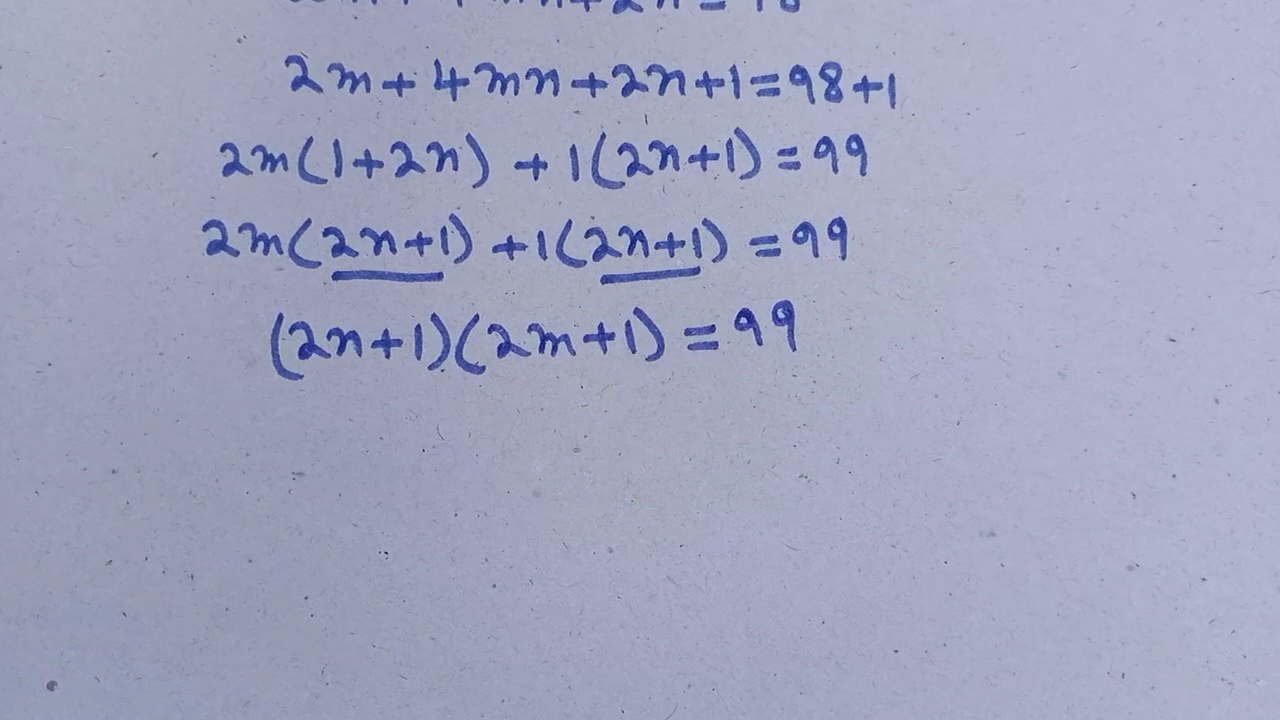 2m+4mn+2n+1=98+1
2m(1+2n) +1(2n+1)=99
2m(2n+1) +1(2n+1) =99
(2n+1)(2m+1) =99